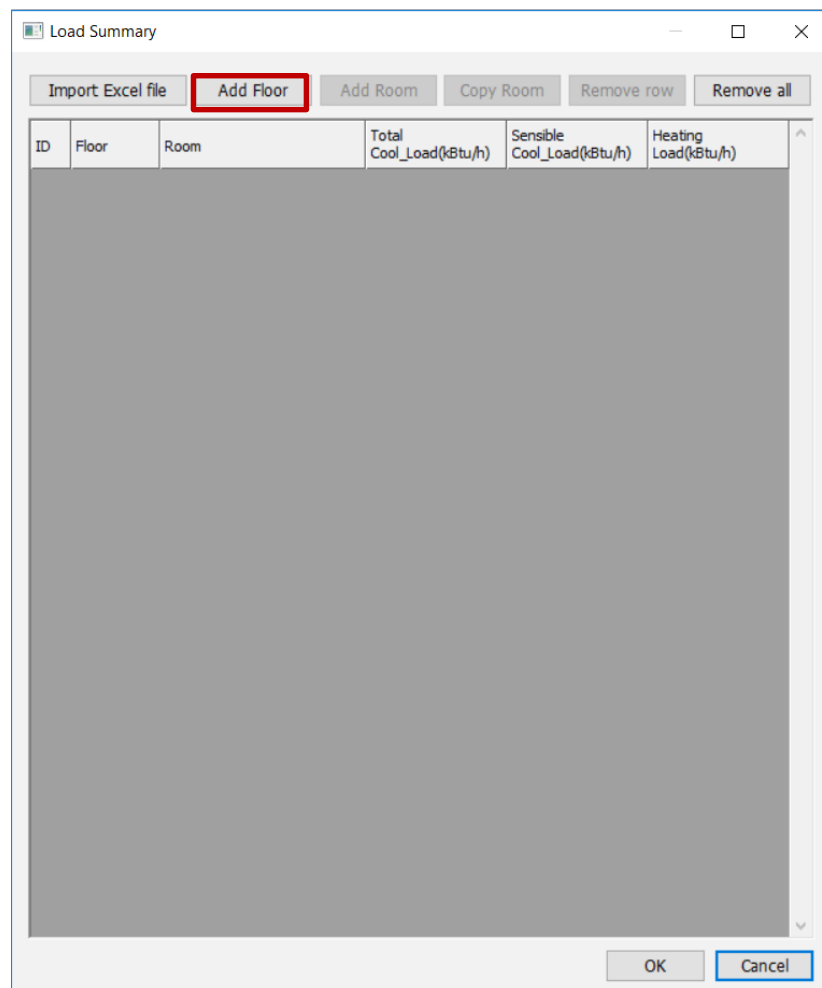 Load Summary
Import Excel file Add Floor Add Room Copy Room Remove row Remove all
ID Floor Room Total Cool_Load(kBtu/h) Sensible Cool_Load(kBtu/h) Heating Load(kBtu/h)
OK Cancel